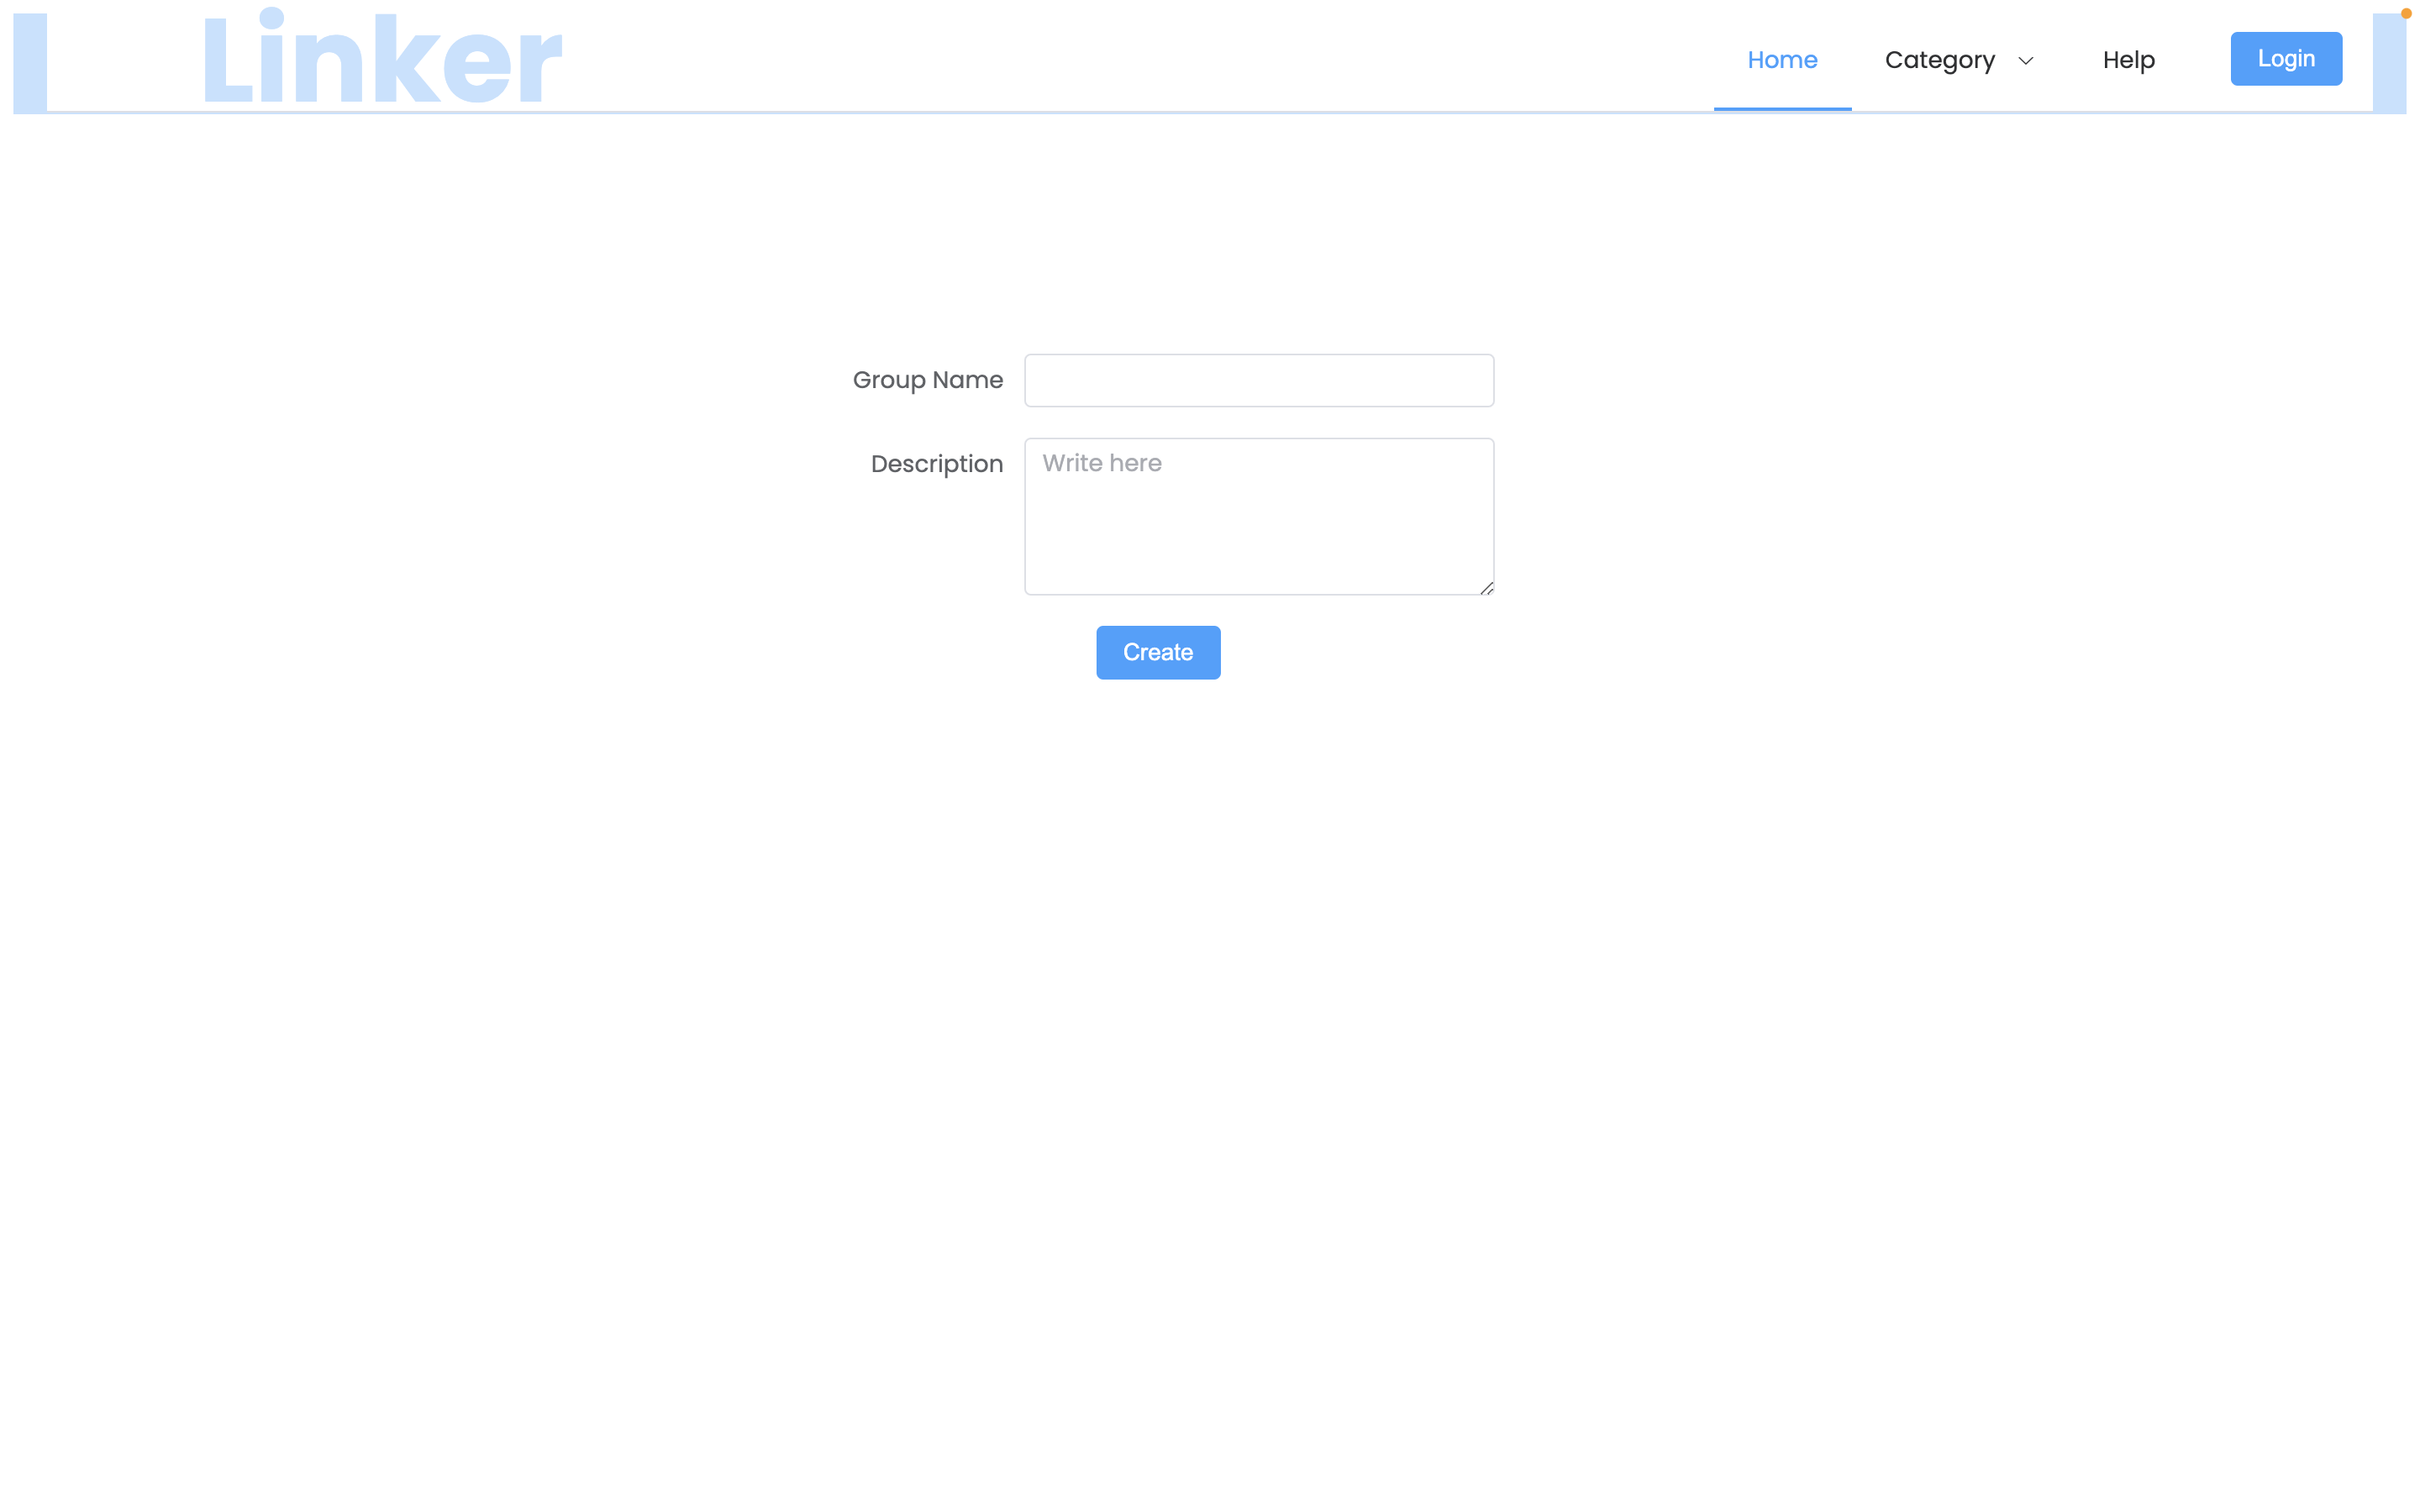 Linker
Home Category Help Login
Group Name
Description Write here
Create